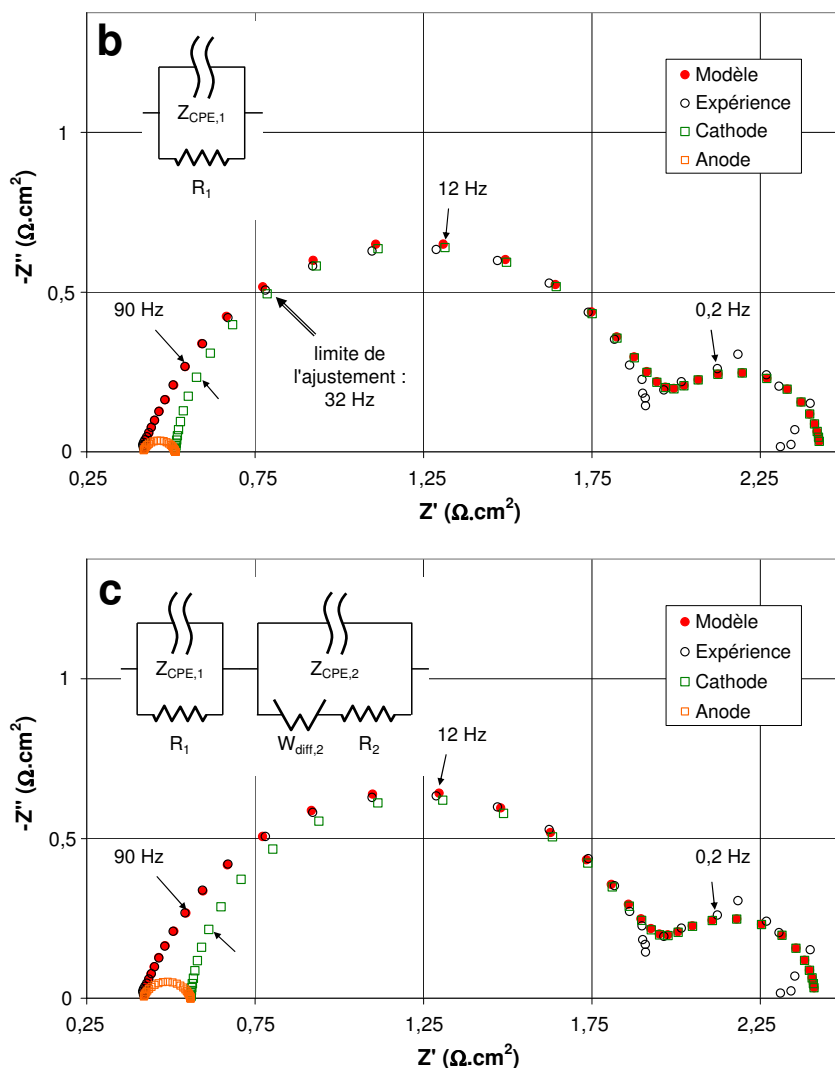 b
Z_CPE,1
R_1
Modèle
Expérience
Cathode
Anode
-Z'' (Ω.cm²)
1
0,5
0
12 Hz
90 Hz
0,2 Hz
limite de
l'ajustement :
32 Hz
0,25
0,75
1,25
1,75
2,25
Z' (Ω.cm²)
c
Z_CPE,1
Z_CPE,2
R_1
W_diff,2
R_2
Modèle
Expérience
Cathode
Anode
-Z'' (Ω.cm²)
1
0,5
0
12 Hz
90 Hz
0,2 Hz
0,25
0,75
1,25
1,75
2,25
Z' (Ω.cm²)